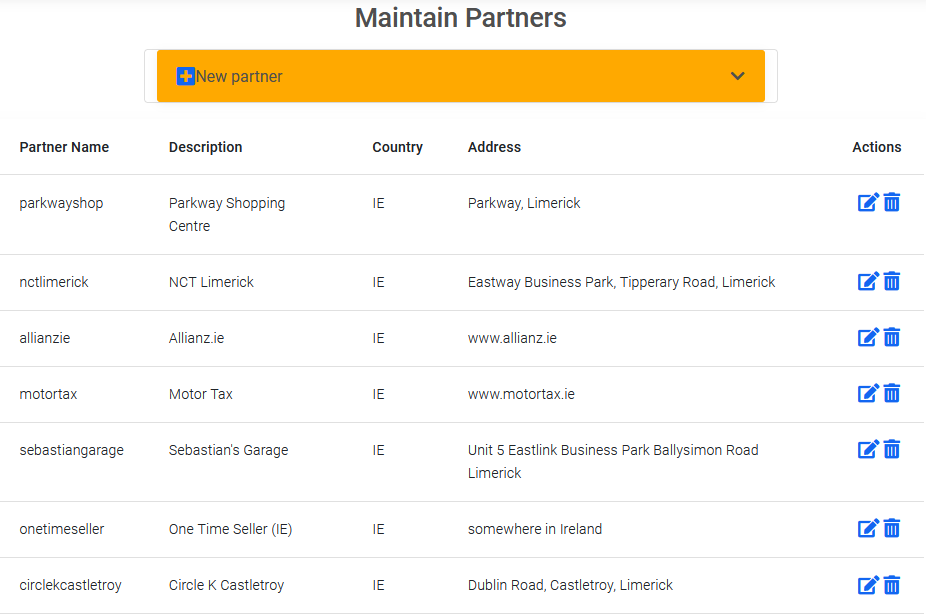 Maintain Partners
New partner
Partner Name Description Country Address Actions
parkwayshop Parkway Shopping IE Parkway, Limerick
Centre
nctlimerick NCT Limerick IE Eastway Business Park, Tipperary Road, Limerick
allianzie Allianz.ie IE www.allianz.ie
motortax Motor Tax IE www.motortax.ie
sebastiangarage Sebastian's Garage IE Unit 5 Eastlink Business Park Ballysimon Road
Limerick
onetimeseller One Time Seller (IE) IE somewhere in Ireland
circlekcastletroy Circle K Castletroy IE Dublin Road, Castletroy, Limerick